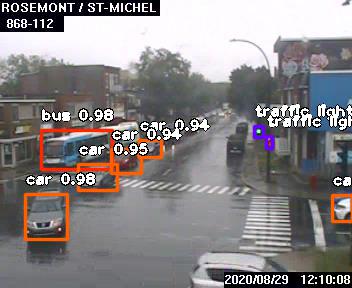 ROSEMONT / ST-MICHEL
868-112
bus 0.98
car 0.94
car 0.94
car 0.95
car 0.98
traffic light
traffic light
ca
2020/08/29 12:10:08